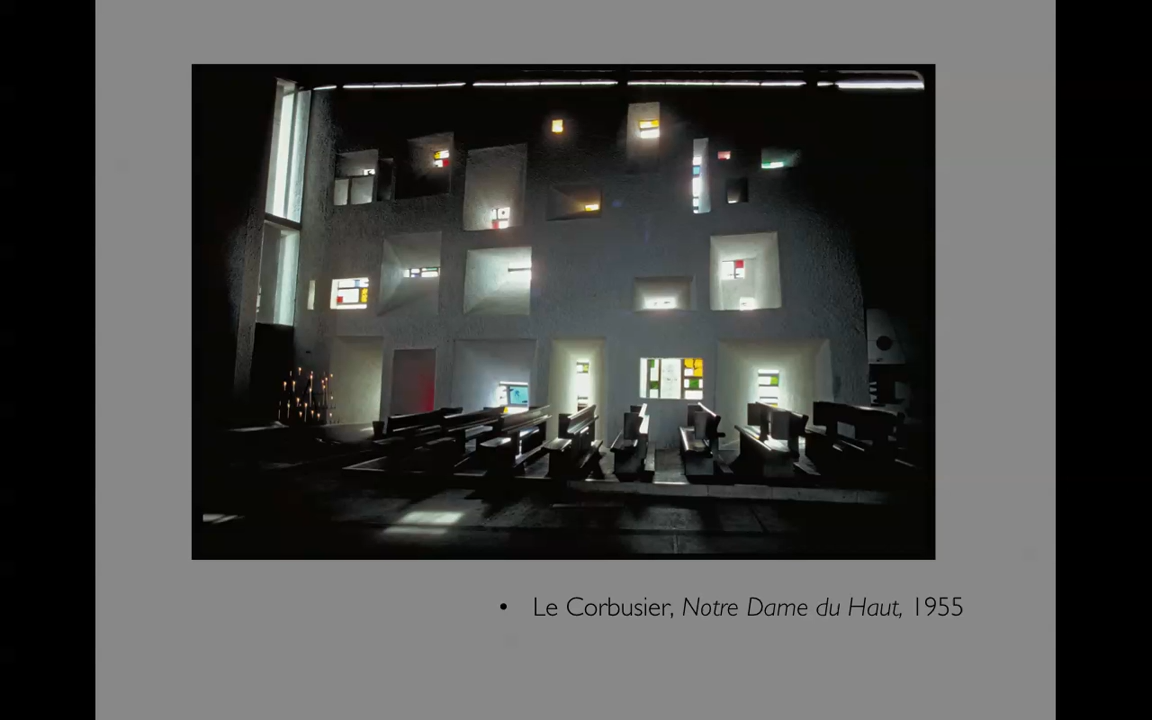 • Le Corbusier, Notre Dame du Haut, 1955